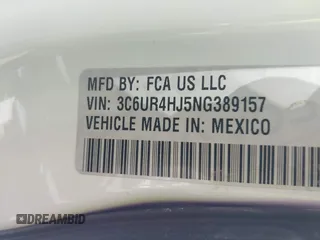 MFD BY: FCA US LLC
VIN: 3C6UR4HJ5NG389157
VEHICLE MADE IN: MEXICO
DREAMBID